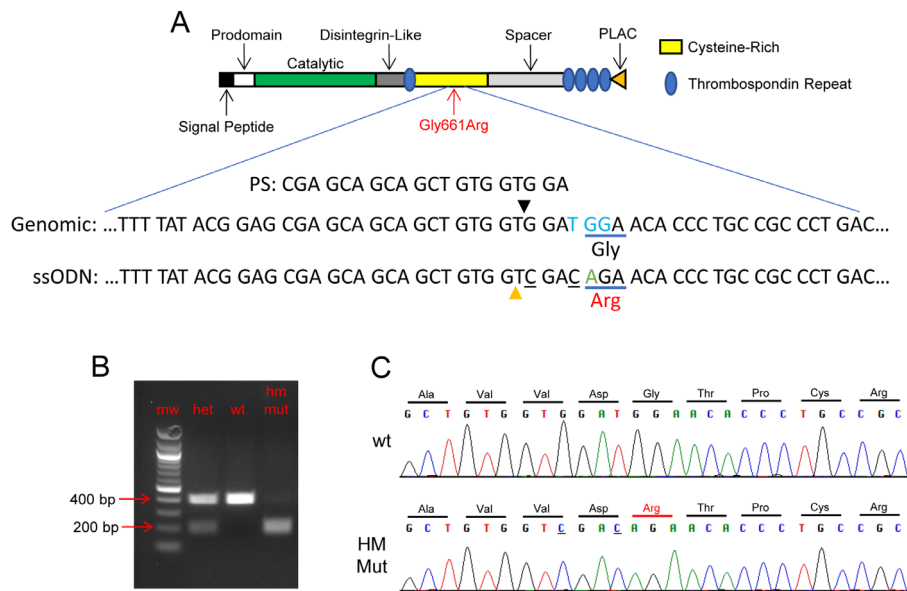 A
Prodomain
Disintegrin-Like
Spacer
PLAC
Cysteine-Rich
Catalytic
Thrombospondin Repeat
Signal Peptide
Gly661Arg
PS: CGA GCA GCA GCT GTG GTG GA
Genomic: ...TTT TAT ACG GAG CGA GCA GCA GCT GTG GTG GAT GGA ACA CCC TGC CGC CCT GAC...
Gly
ssODN: ...TTT TAT ACG GAG CGA GCA GCA GCT GTG GTC GAC AGA ACA CCC TGC CGC CCT GAC...
Arg
B
mw het wt hm mut
400 bp
200 bp
C
Ala Val Val Asp Gly Thr Pro Cys Arg
G C T G T G G T G G A T G G A A C A C C C T G C C G C
wt
Ala Val Val Asp Arg Thr Pro Cys Arg
G C T G T G G T C G A C A G A A C A C C C T G C C G C
HM
Mut